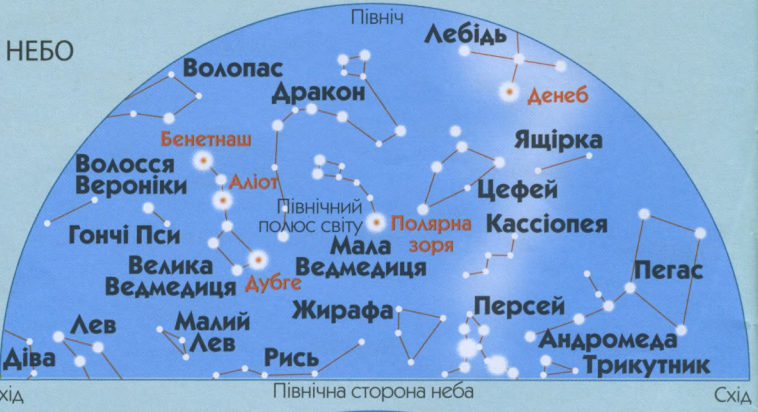 Північ
НЕБО
Лебідь
Волопас
Дракон
Денеб
Бенетнаш
Ящірка
Волосся
Вероніки
Аліот
Цефей
Північний
полюс світу
Полярна
зоря
Кассіопея
Гончі Пси
Мала
Ведмедиця
Велика
Ведмедиця
Дубге
Пегас
Жирафа
Персей
Лев
Малий
Лев
Андромеда
Діва
Рись
Трикутник
хід
Північна сторона неба
Схід